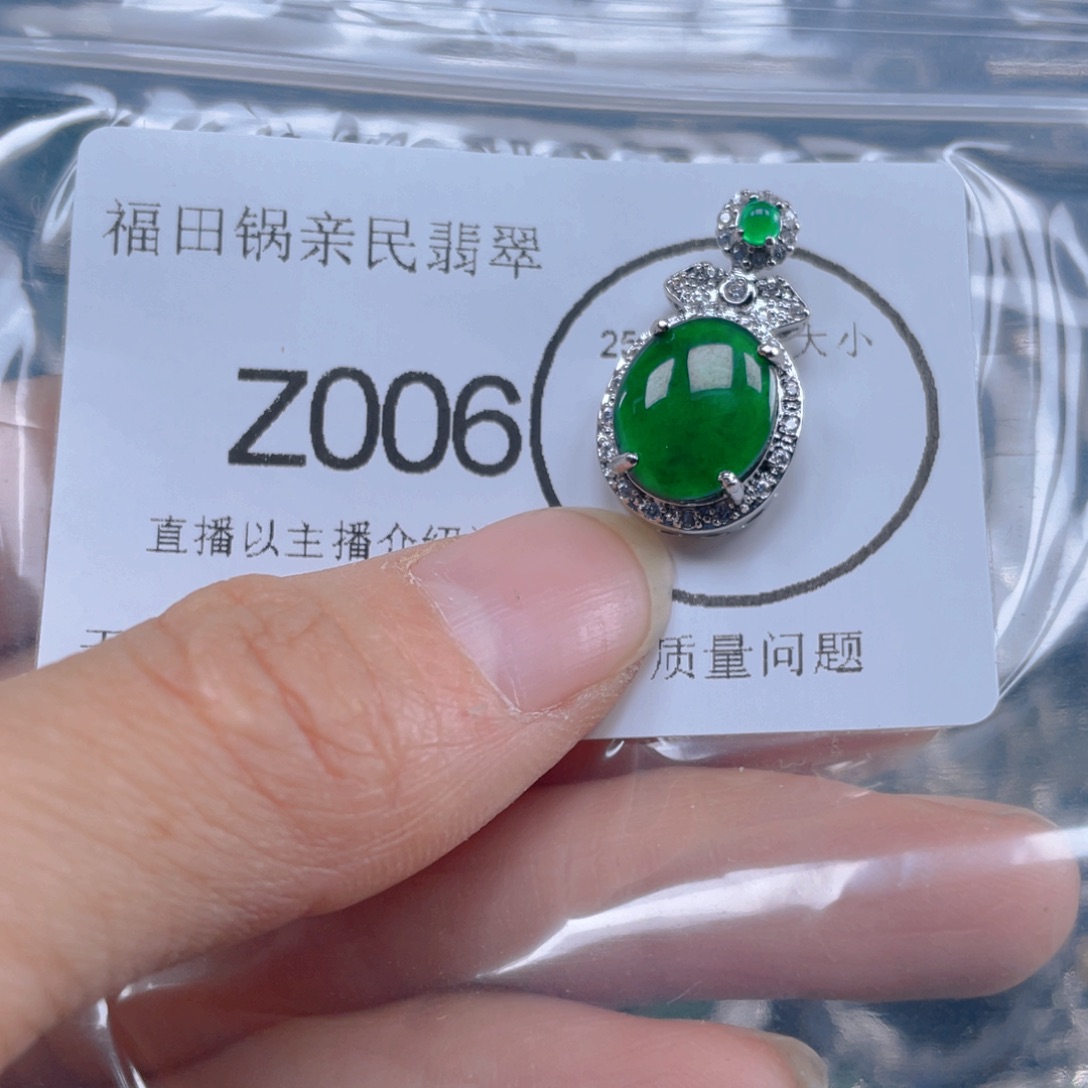 福田锅亲民翡翠
25 大小
Z006
直播以主播介绍
质量问题